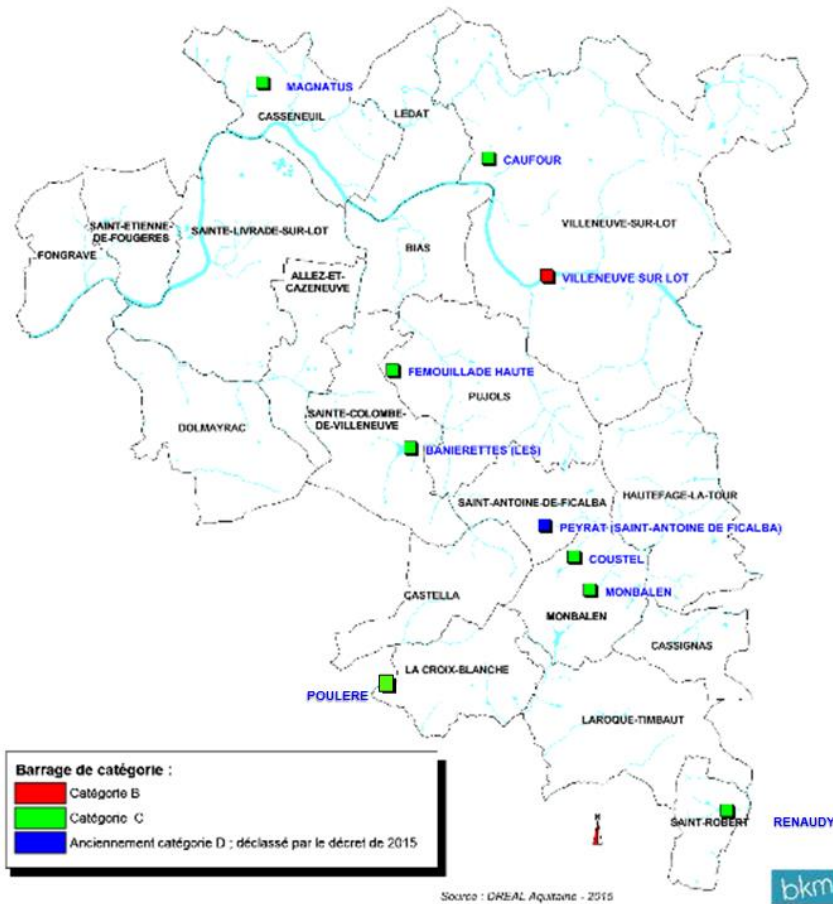 MAGNATUS
CASSENEUIL
LEDAT
CAUFOUR
SAINT-ETIENNE-
DE-FOUGERES
SAINTE-LIVRADE-SUR-LOT
VILLENEUVE-SUR-LOT
FONGRAVE
BIAS
ALLEZ-ET-
CAZENEUVE
VILLENEUVE SUR LOT
FEMOUILLADE HAUTE
PUJOLS
DOLMAYRAC
SAINTE-COLOMBE-
DE-VILLENEUVE
BANIERETTES (LES)
HAUTEFAGE-LA-TOUR
SAINT-ANTOINE-DE-FICALBA
PEYRAT (SAINT-ANTOINE DE FICALBA)
COUSTEL
CASTELLA
MONBALEN
MONBALEN
CASSIGNAS
LA CROIX-BLANCHE
POULERE
LAROQUE-TIMBAUT
SAINT-ROBERT
RENAUDY
Barrage de catégorie :
Catégorie B
Catégorie C
Anciennement catégorie D ; déclassé par le décret de 2015
N
Source : DREAL Aquitaine - 2015
bkm